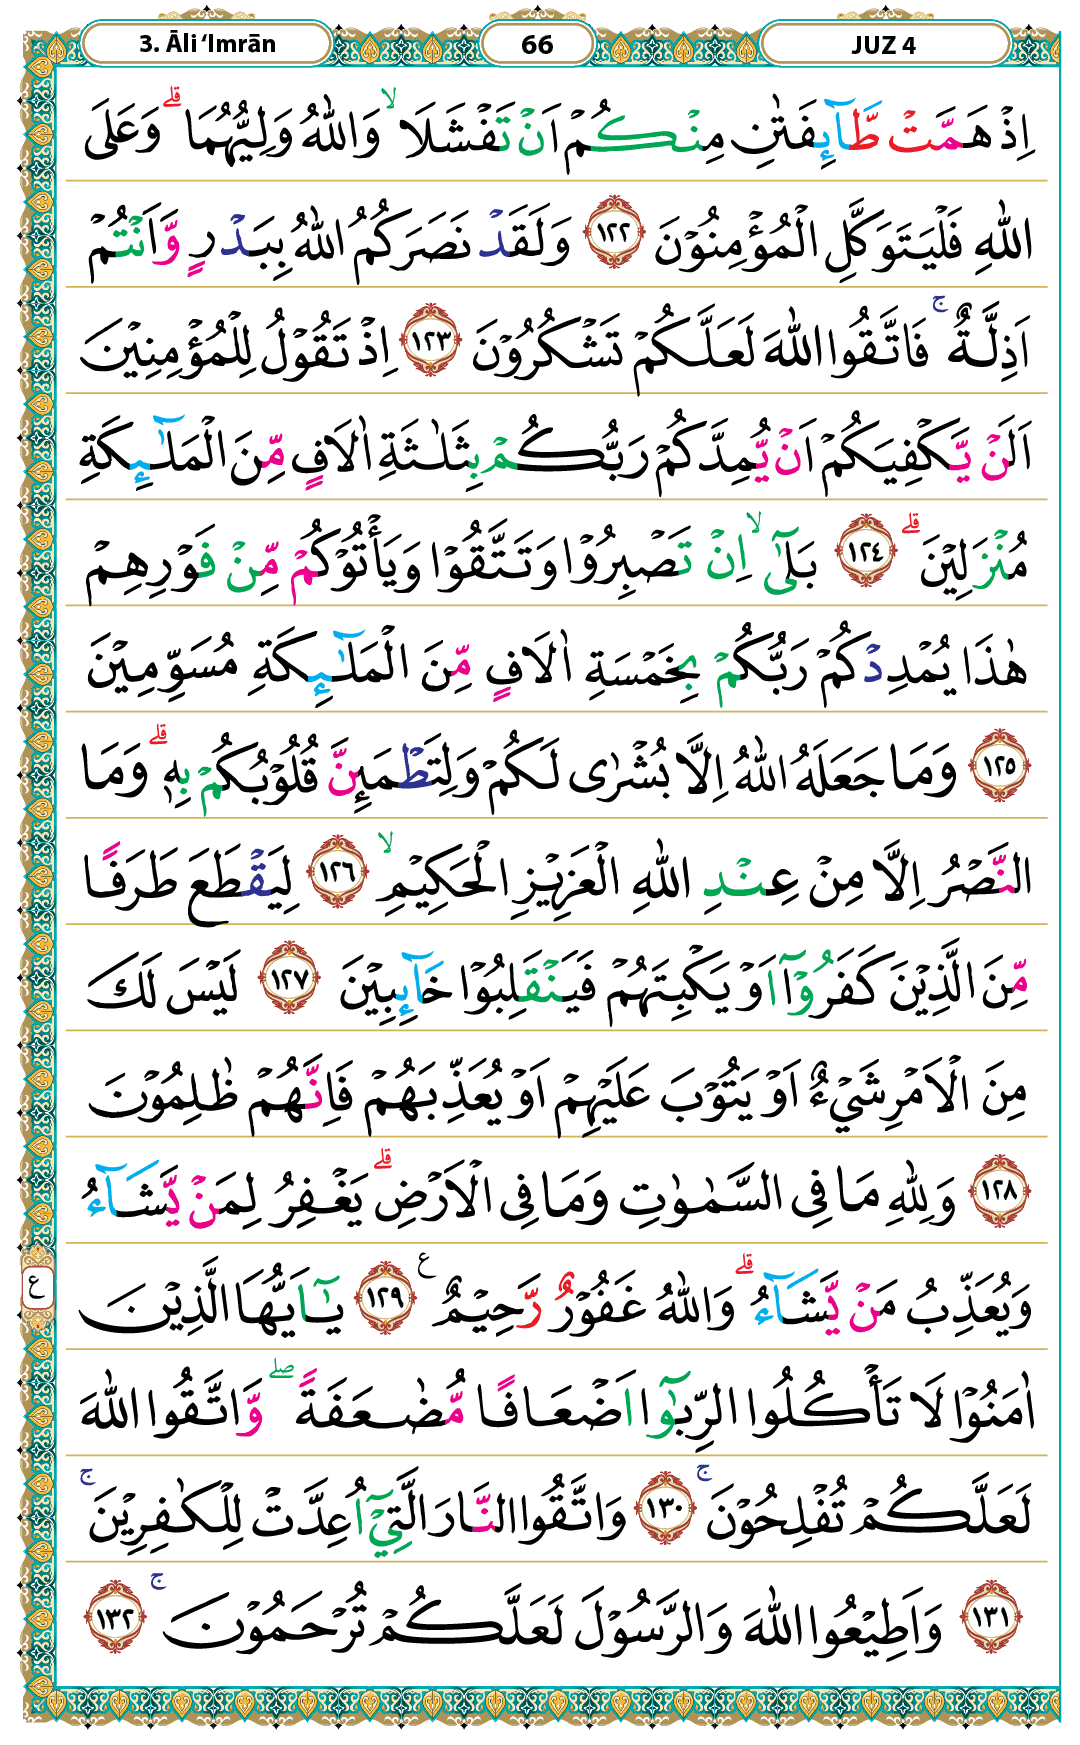 3. Āli ‘Imrān
66
JUZ 4
اِذْ هَمَّتْ طَّآئِفَتٰنِ مِنْكُمْ اَنْ تَفْشَلَا ۙ وَاللّٰهُ وَلِيُّهُمَا ۗ وَعَلَى
اللّٰهِ فَلْيَتَوَكَّلِ الْمُؤْمِنُوْنَ ۝١٢٢ وَلَقَدْ نَصَرَكُمُ اللّٰهُ بِبَدْرٍ وَّاَنْتُمْ
اَذِلَّةٌ ۚ فَاتَّقُوا اللّٰهَ لَعَلَّكُمْ تَشْكُرُوْنَ ۝١٢٣ اِذْ تَقُوْلُ لِلْمُؤْمِنِيْنَ
اَلَنْ يَّكْفِيَكُمْ اَنْ يُّمِدَّكُمْ رَبُّكُمْ بِثَلٰثَةِ اٰلَافٍ مِّنَ الْمَلٰٓئِكَةِ
مُنْزَلِيْنَ ۗ ۝١٢٤ بَلٰٓى ۙ اِنْ تَصْبِرُوْا وَتَتَّقُوْا وَيَأْتُوْكُمْ مِّنْ فَوْرِهِمْ
هٰذَا يُمْدِدْكُمْ رَبُّكُمْ بِخَمْسَةِ اٰلَافٍ مِّنَ الْمَلٰٓئِكَةِ مُسَوِّمِيْنَ
۝١٢٥ وَمَا جَعَلَهُ اللّٰهُ اِلَّا بُشْرٰى لَكُمْ وَلِتَطْمَئِنَّ قُلُوْبُكُمْ بِهٖ ۗ وَمَا
النَّصْرُ اِلَّا مِنْ عِنْدِ اللّٰهِ الْعَزِيْزِ الْحَكِيْمِ ۙ ۝١٢٦ لِيَقْطَعَ طَرَفًا
مِّنَ الَّذِيْنَ كَفَرُوْٓا اَوْ يَكْبِتَهُمْ فَيَنْقَلِبُوْا خَآئِبِيْنَ ۝١٢٧ لَيْسَ لَكَ
مِنَ الْاَمْرِ شَيْءٌ اَوْ يَتُوْبَ عَلَيْهِمْ اَوْ يُعَذِّبَهُمْ فَاِنَّهُمْ ظٰلِمُوْنَ
۝١٢٨ وَلِلّٰهِ مَا فِى السَّمٰوٰتِ وَمَا فِى الْاَرْضِ ۗ يَغْفِرُ لِمَنْ يَّشَآءُ
وَيُعَذِّبُ مَنْ يَّشَآءُ ۗ وَاللّٰهُ غَفُوْرٌ رَّحِيْمٌ ع ۝١٢٩ يٰٓاَيُّهَا الَّذِيْنَ
ع
اٰمَنُوْا لَا تَأْكُلُوا الرِّبٰوٓا اَضْعَافًا مُّضٰعَفَةً ۖ وَّاتَّقُوا اللّٰهَ
لَعَلَّكُمْ تُفْلِحُوْنَ ۚ ۝١٣٠ وَاتَّقُوا النَّارَ الَّتِيْٓ اُعِدَّتْ لِلْكٰفِرِيْنَ ۚ
۝١٣١ وَاَطِيْعُوا اللّٰهَ وَالرَّسُوْلَ لَعَلَّكُمْ تُرْحَمُوْنَ ۚ ۝١٣٢